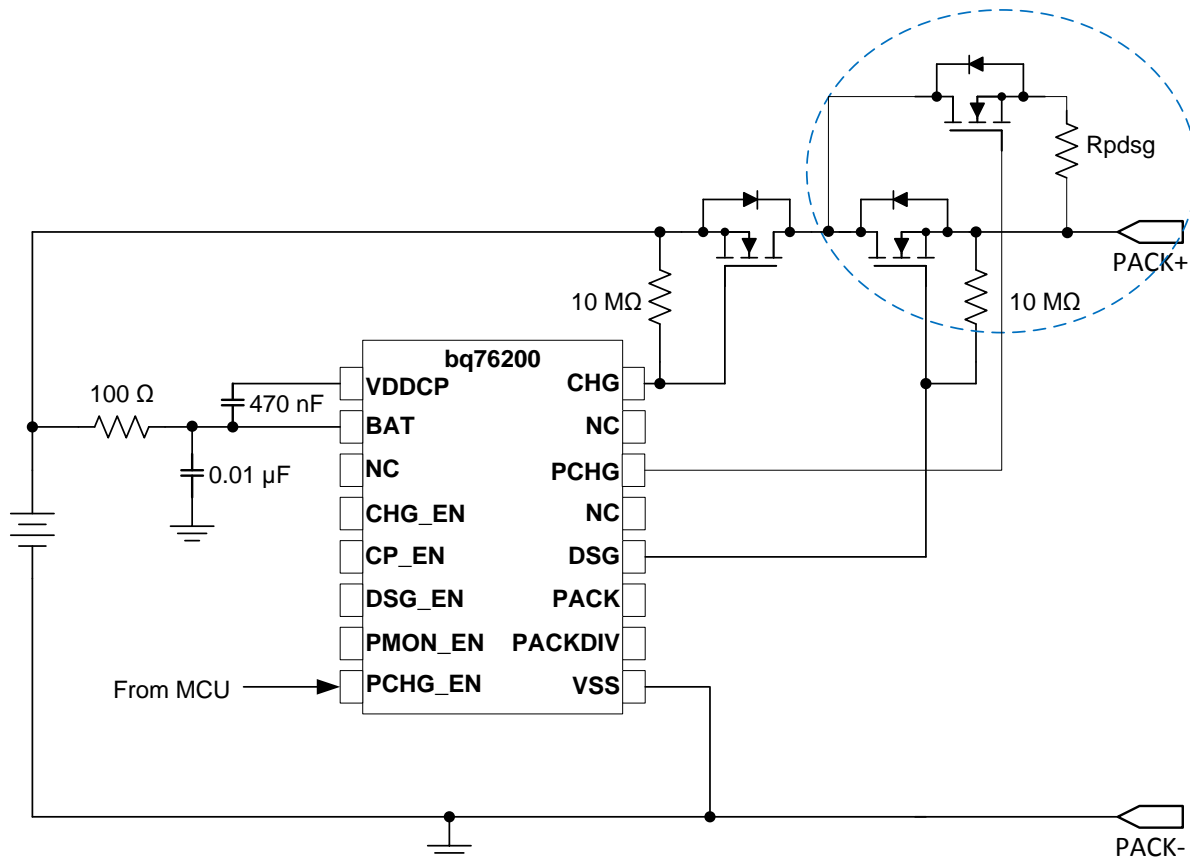 Rpdsg
PACK+
10 MΩ
10 MΩ
bq76200
100 Ω
470 nF
0.01 µF
VDDCP
CHG
BAT
NC
NC
PCHG
CHG_EN
NC
CP_EN
DSG
DSG_EN
PACK
PMON_EN
PACKDIV
From MCU
PCHG_EN
VSS
PACK-